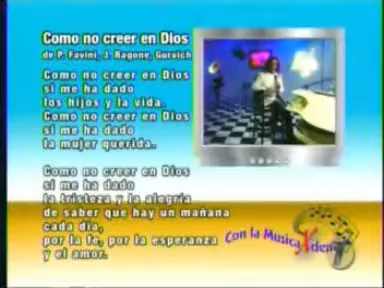 Como no creer en Dios
de P. Favini, J. Ragone, Gurvich
Como no creer en Dios
si me ha dado
los hijos y la vida.
Como no creer en Dios
si me ha dado
la mujer querida.
Como no creer en Dios
si me ha dado
la tristeza y la alegría
de saber que hay un mañana
cada día,
por la fe, por la esperanza
y el amor.
Con la Musica Xdentro